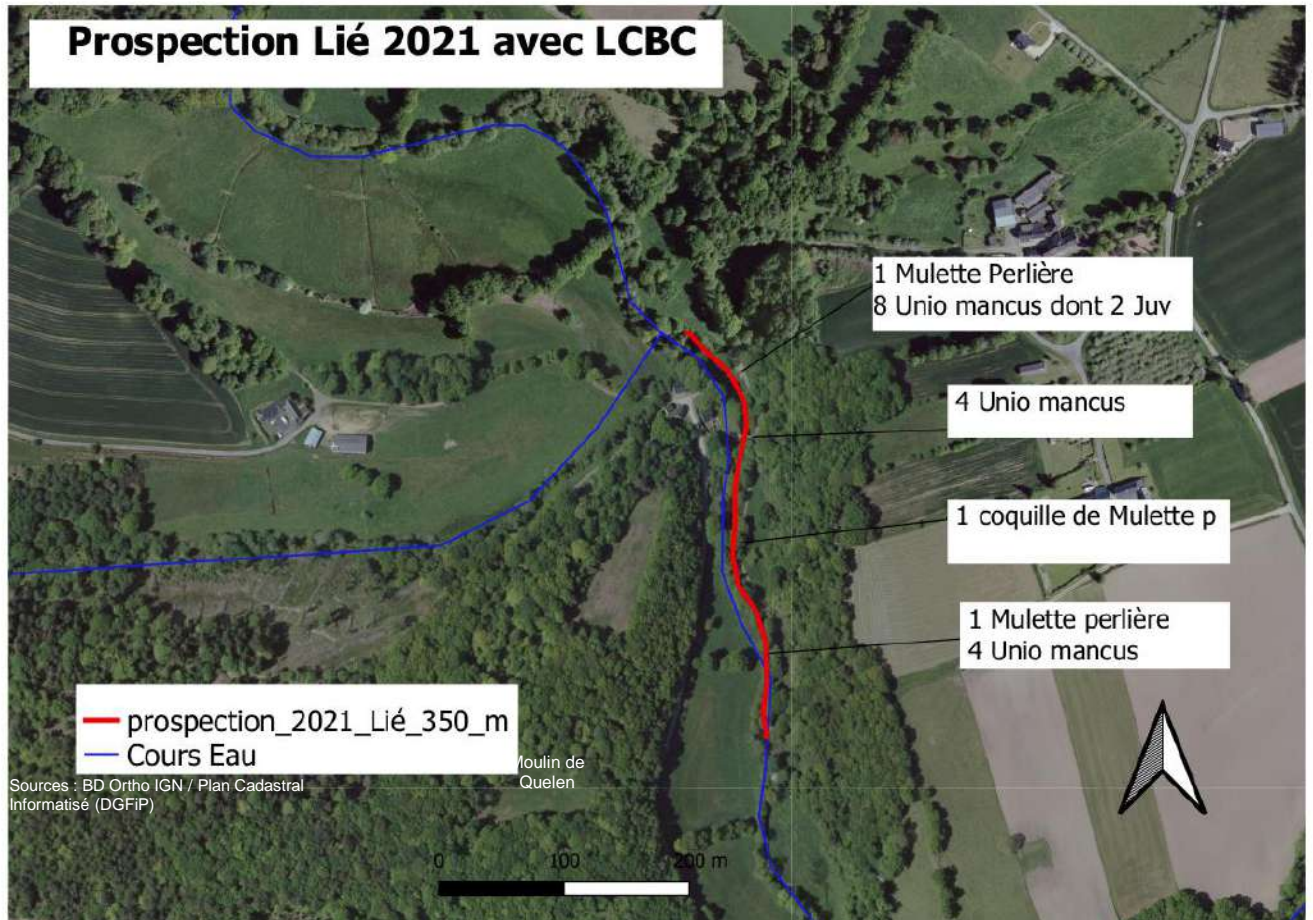 Prospection Lié 2021 avec LCBC
1 Mulette Perlière
8 Unio mancus dont 2 Juv
4 Unio mancus
1 coquille de Mulette p
1 Mulette perlière
4 Unio mancus
prospection_2021_Lié_350_m
Cours Eau
Sources : BD Ortho IGN / Plan Cadastral
Informatisé (DGFiP)
Moulin de
Quelen
0 100 200 m